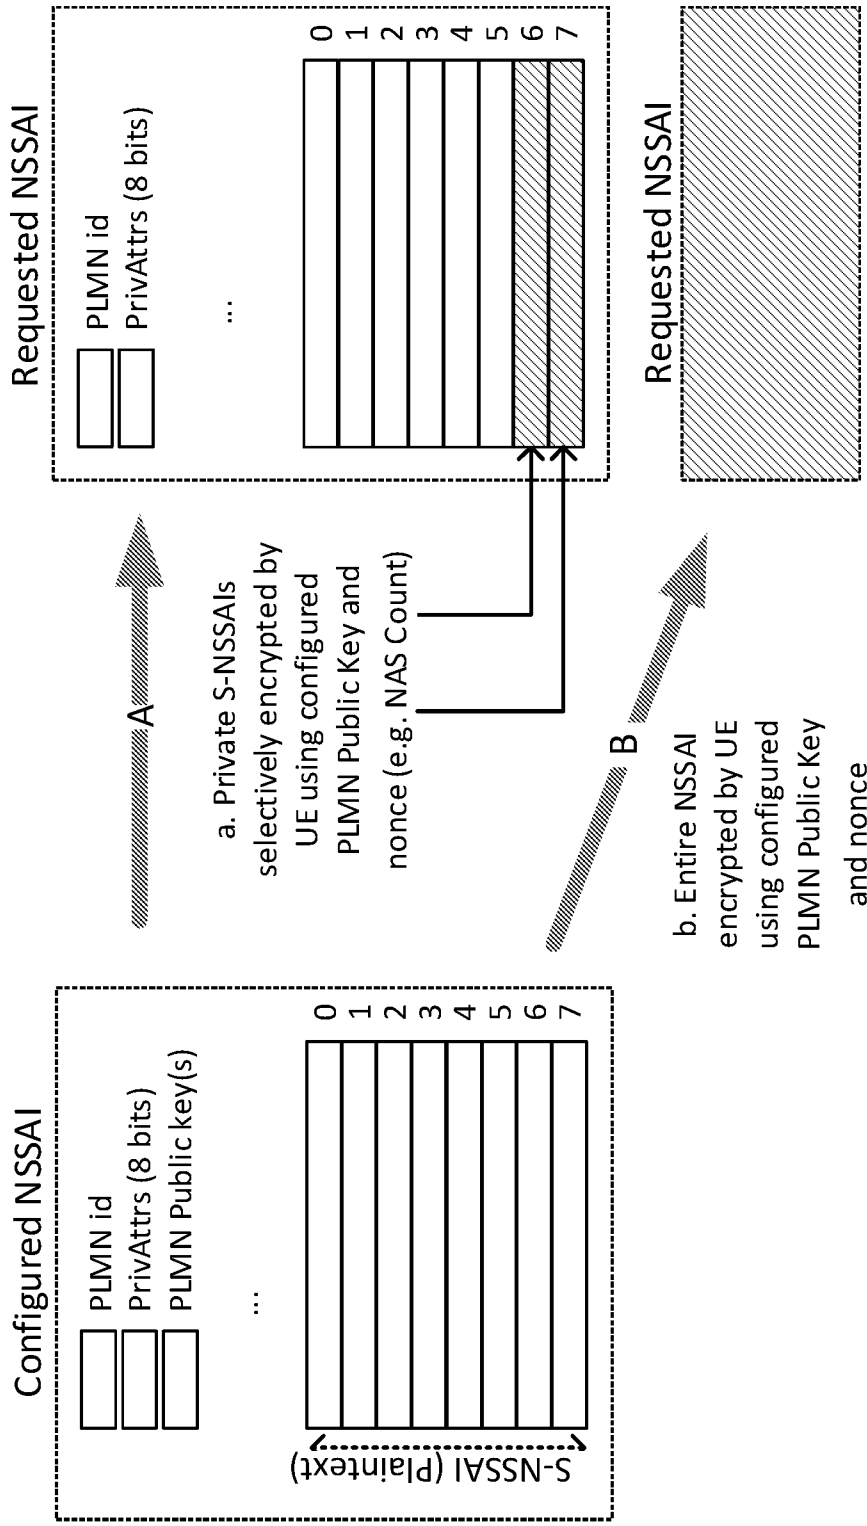 Configured NSSAI
PLMN id
PrivAttrs (8 bits)
PLMN Public key(s)
...
S-NSSAI (Plaintext)
0
1
2
3
4
5
6
7
A
a. Private S-NSSAIs
selectively encrypted by
UE using configured
PLMN Public Key and
nonce (e.g. NAS Count)
B
b. Entire NSSAI
encrypted by UE
using configured
PLMN Public Key
and nonce
Requested NSSAI
PLMN id
PrivAttrs (8 bits)
...
0
1
2
3
4
5
6
7
Requested NSSAI